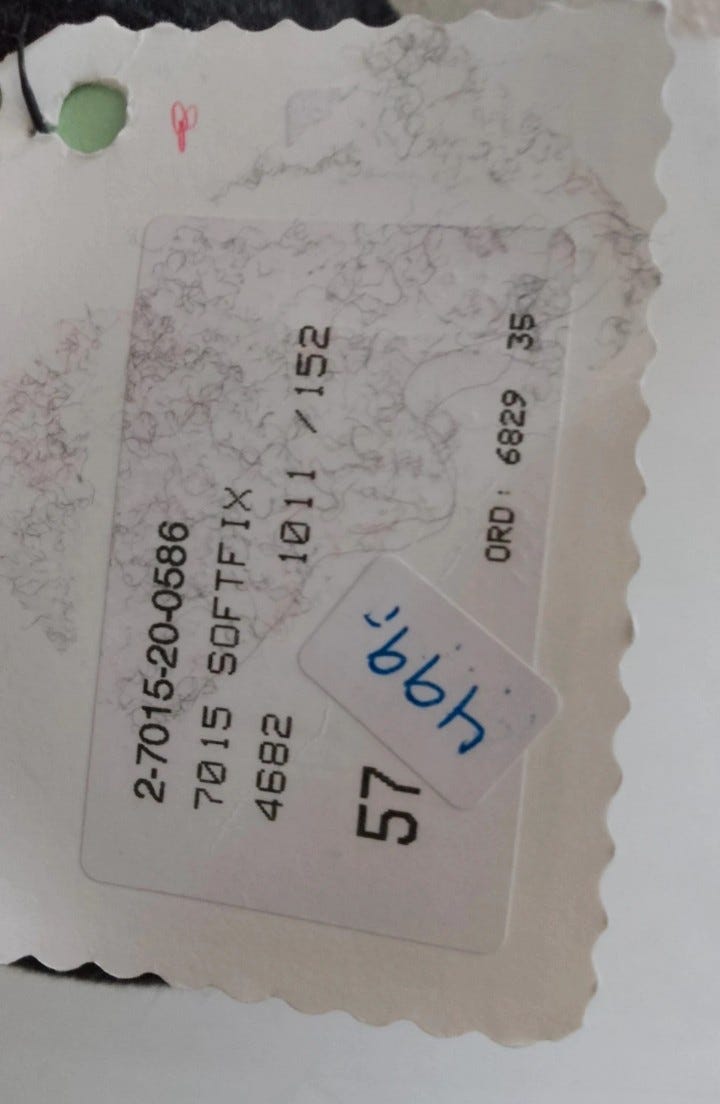 2-7015-20-0586
7015 SOFTFIX
4682 1011 /152
57
499,-
ORD: 6829 35